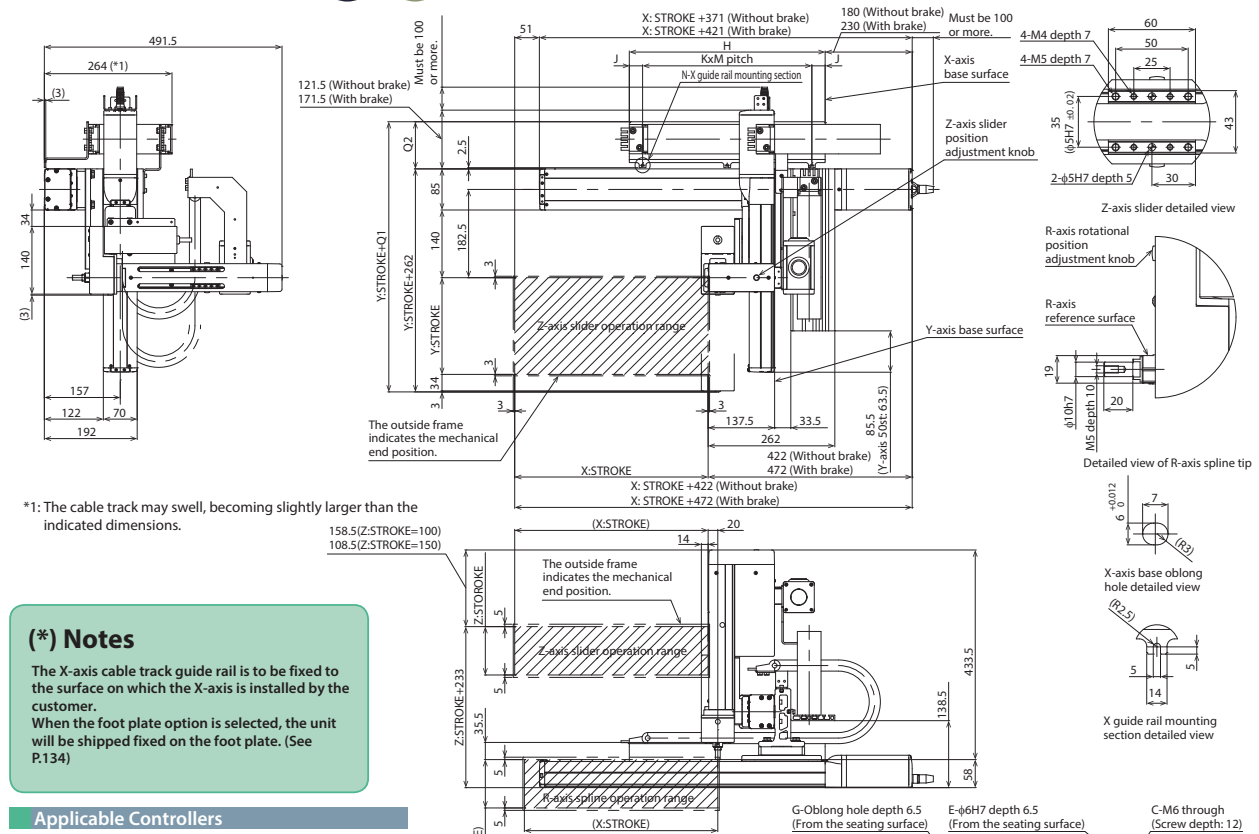 491.5
264 (*1)
(3)
34
140
(3)
157
122
70
192
*1: The cable track may swell, becoming slightly larger than the
indicated dimensions.
51
X: STROKE +371 (Without brake)
X: STROKE +421 (With brake)
180 (Without brake)
230 (With brake)
Must be 100
or more.
Must be 100
or more.
H
J
KxM pitch
J
N-X guide rail mounting section
121.5 (Without brake)
171.5 (With brake)
X-axis
base surface
Z-axis slider
position
adjustment knob
Q2
2.5
85
140
182.5
3
Y:STROKE+Q1
Y:STROKE+262
Y:STROKE
Z-axis slider operation range
Y-axis base surface
3
34
3
3
3
137.5
33.5
262
85.5
(Y-axis 50st: 63.5)
422 (Without brake)
472 (With brake)
The outside frame
indicates the mechanical
end position.
X:STROKE
X: STROKE +422 (Without brake)
X: STROKE +472 (With brake)
4-M4 depth 7
4-M5 depth 7
60
50
25
35
(φ5H7 ±0.02)
43
2-φ5H7 depth 5
30
Z-axis slider detailed view
R-axis rotational
position
adjustment knob
R-axis
reference surface
19
φ10h7
M5 depth 10
20
Detailed view of R-axis spline tip
+0.012
6 0
7
(R3)
X-axis base oblong
hole detailed view
(R2.5)
5
5
14
X guide rail mounting
section detailed view
158.5(Z:STROKE=100)
108.5(Z:STROKE=150)
(X:STROKE)
20
14
The outside frame
indicates the mechanical
end position.
Z:STOROKE
5
Z-axis slider operation range
5
Z:STROKE+233
35.5
5
R-axis spline operation range
5
(X:STROKE)
433.5
138.5
58
(*) Notes
The X-axis cable track guide rail is to be fixed to
the surface on which the X-axis is installed by the
customer.
When the foot plate option is selected, the unit
will be shipped fixed on the foot plate. (See
P.134)
Applicable Controllers
G-Oblong hole depth 6.5
(From the seating surface)
E-φ6H7 depth 6.5
(From the seating surface)
C-M6 through
(Screw depth: 12)